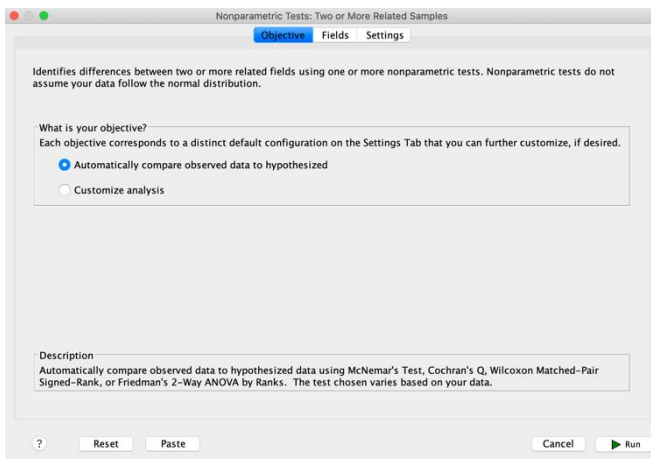 Nonparametric Tests: Two or More Related Samples
Objective Fields Settings
Identifies differences between two or more related fields using one or more nonparametric tests. Nonparametric tests do not
assume your data follow the normal distribution.
What is your objective?
Each objective corresponds to a distinct default configuration on the Settings Tab that you can further customize, if desired.
Automatically compare observed data to hypothesized
Customize analysis
Description
Automatically compare observed data to hypothesized data using McNemar's Test, Cochran's Q, Wilcoxon Matched-Pair
Signed-Rank, or Friedman's 2-Way ANOVA by Ranks. The test chosen varies based on your data.
? Reset Paste Cancel Run